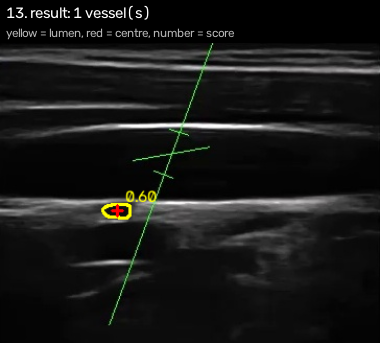 13. result: 1 vessel(s)
yellow = lumen, red = centre, number = score
0.60